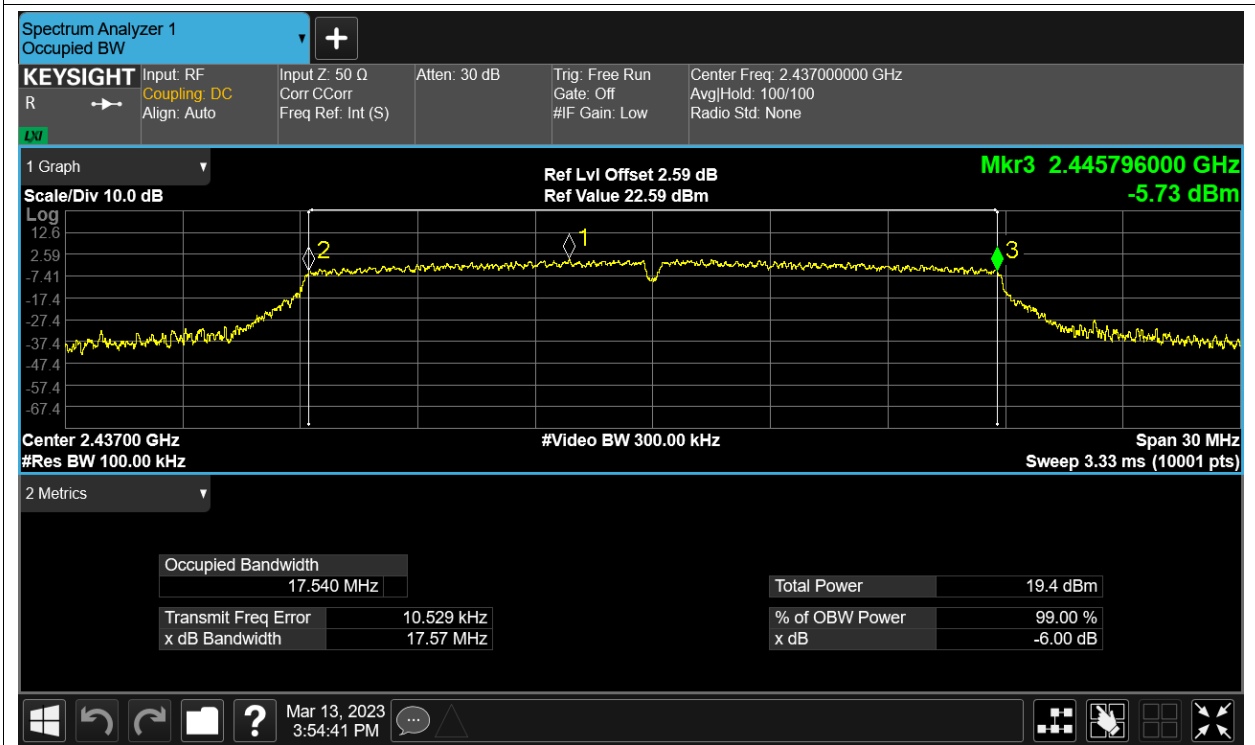 Spectrum Analyzer 1
Occupied BW
KEYSIGHT
R
LXI
Input: RF
Coupling: DC
Align: Auto
Input Z: 50 Ω
Corr CCorr
Freq Ref: Int (S)
Atten: 30 dB
Trig: Free Run
Gate: Off
#IF Gain: Low
Center Freq: 2.437000000 GHz
Avg|Hold: 100/100
Radio Std: None
1 Graph
Scale/Div 10.0 dB
Ref Lvl Offset 2.59 dB
Ref Value 22.59 dBm
Mkr3 2.445796000 GHz
-5.73 dBm
Log
12.6
2.59
-7.41
-17.4
-27.4
-37.4
-47.4
-57.4
-67.4
2
1
3
Center 2.43700 GHz
#Res BW 100.00 kHz
#Video BW 300.00 kHz
Span 30 MHz
Sweep 3.33 ms (10001 pts)
2 Metrics
Occupied Bandwidth
17.540 MHz
Transmit Freq Error 10.529 kHz
x dB Bandwidth 17.57 MHz
Total Power 19.4 dBm
% of OBW Power 99.00 %
x dB -6.00 dB
?
Mar 13, 2023
3:54:41 PM